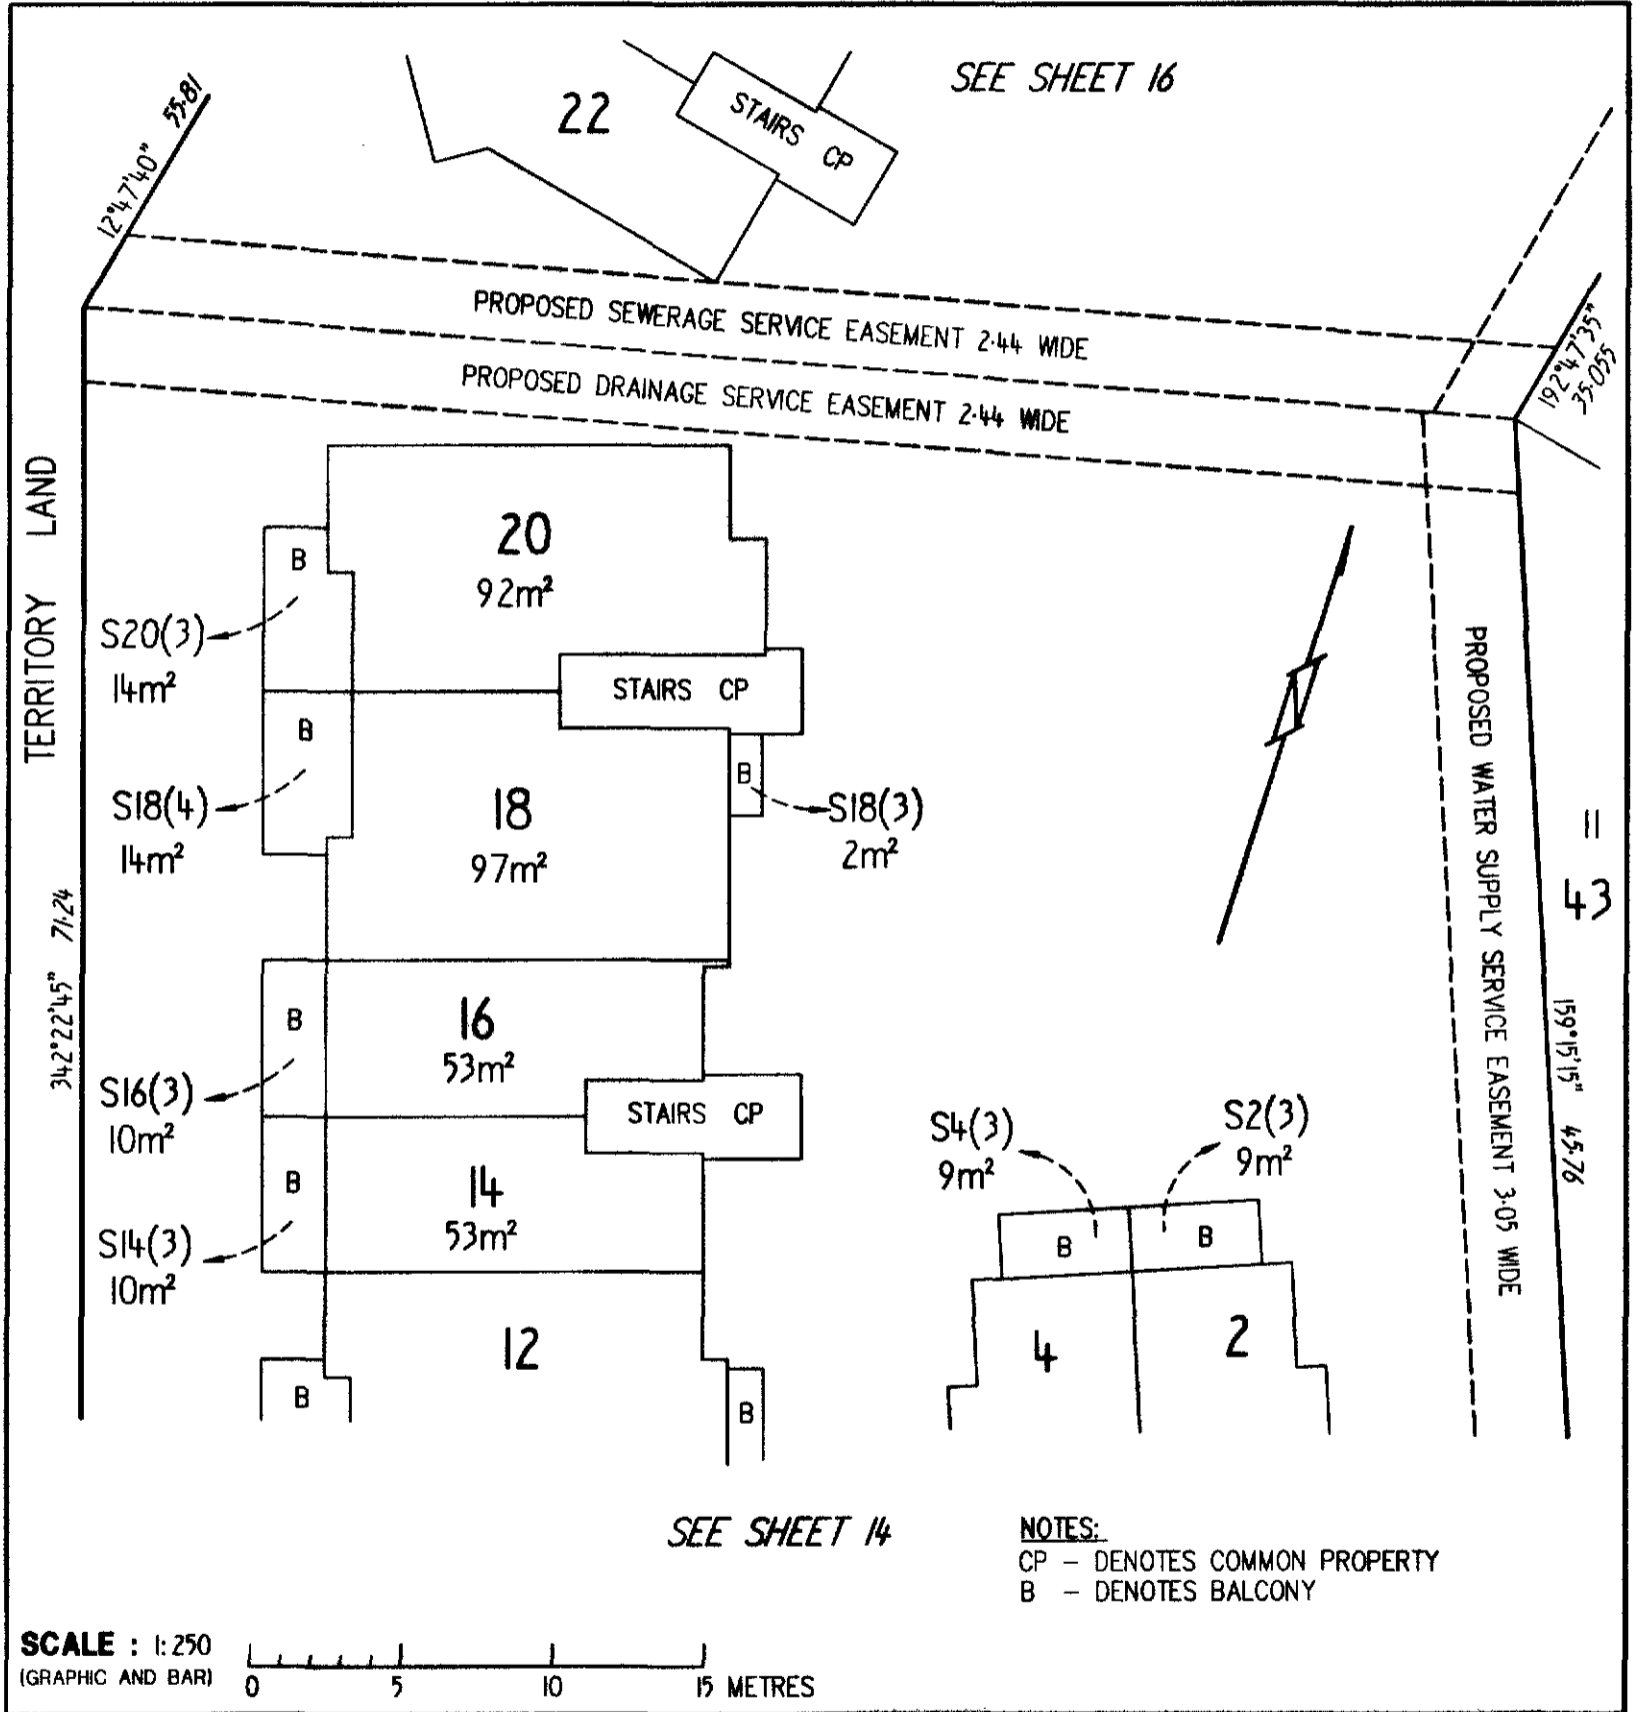 SEE SHEET 16
22
STAIRS CP
12°47'40" 55·81
PROPOSED SEWERAGE SERVICE EASEMENT 2·44 WIDE
192°47'35"
35·055
PROPOSED DRAINAGE SERVICE EASEMENT 2·44 WIDE
TERRITORY LAND
342°22'45" 71·24
20
92m²
B
S20(3)
14m²
STAIRS CP
B
S18(4)
14m²
18
97m²
B
S18(3)
2m²
PROPOSED WATER SUPPLY SERVICE EASEMENT 3·05 WIDE
11
43
159°15'15" 45·76
B
16
53m²
S16(3)
10m²
STAIRS CP
B
14
53m²
S14(3)
10m²
S4(3)
9m²
S2(3)
9m²
B
B
12
4
2
B
B
SEE SHEET 14
NOTES:
CP – DENOTES COMMON PROPERTY
B – DENOTES BALCONY
SCALE : 1:250
(GRAPHIC AND BAR)
0 5 10 15 METRES